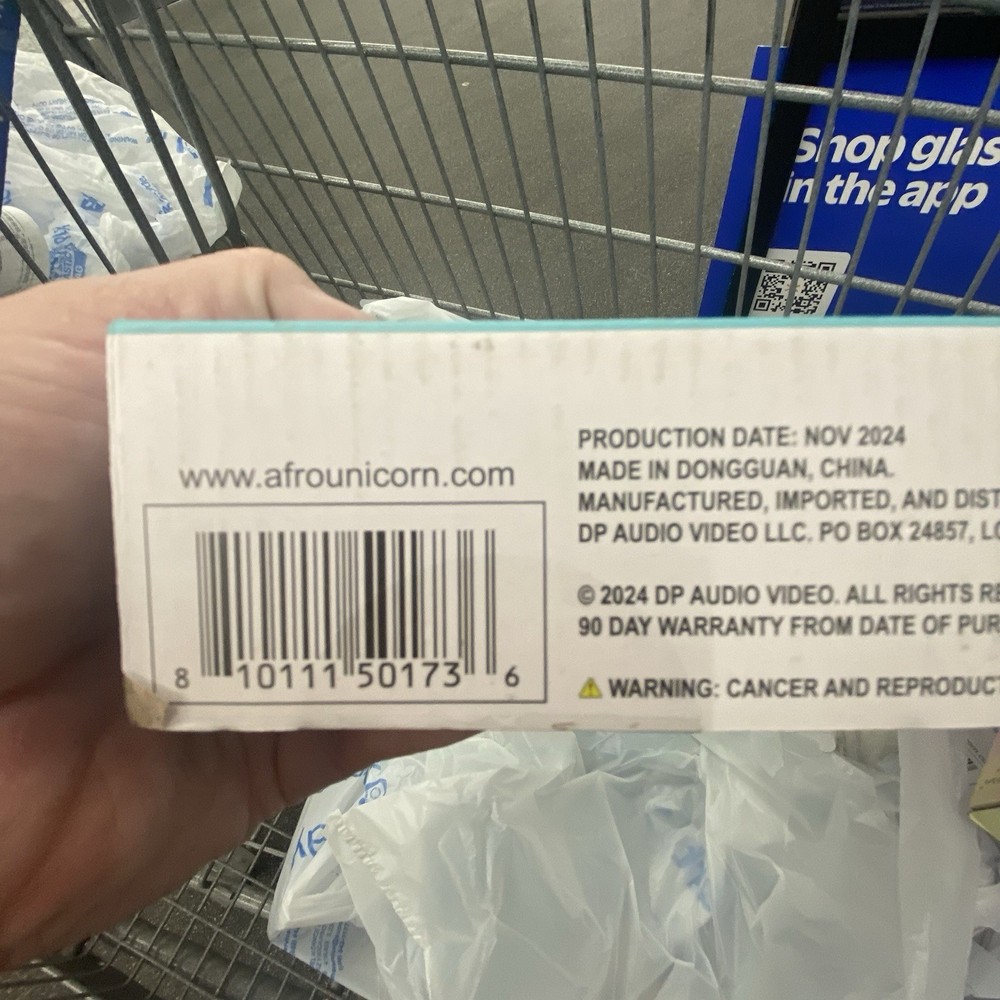 Shop glas
in the app
www.afrounicorn.com
8 10111 50173 6
PRODUCTION DATE: NOV 2024
MADE IN DONGGUAN, CHINA.
MANUFACTURED, IMPORTED, AND DIST
DP AUDIO VIDEO LLC. PO BOX 24857, LO
© 2024 DP AUDIO VIDEO. ALL RIGHTS RE
90 DAY WARRANTY FROM DATE OF PUR
WARNING: CANCER AND REPRODUCT